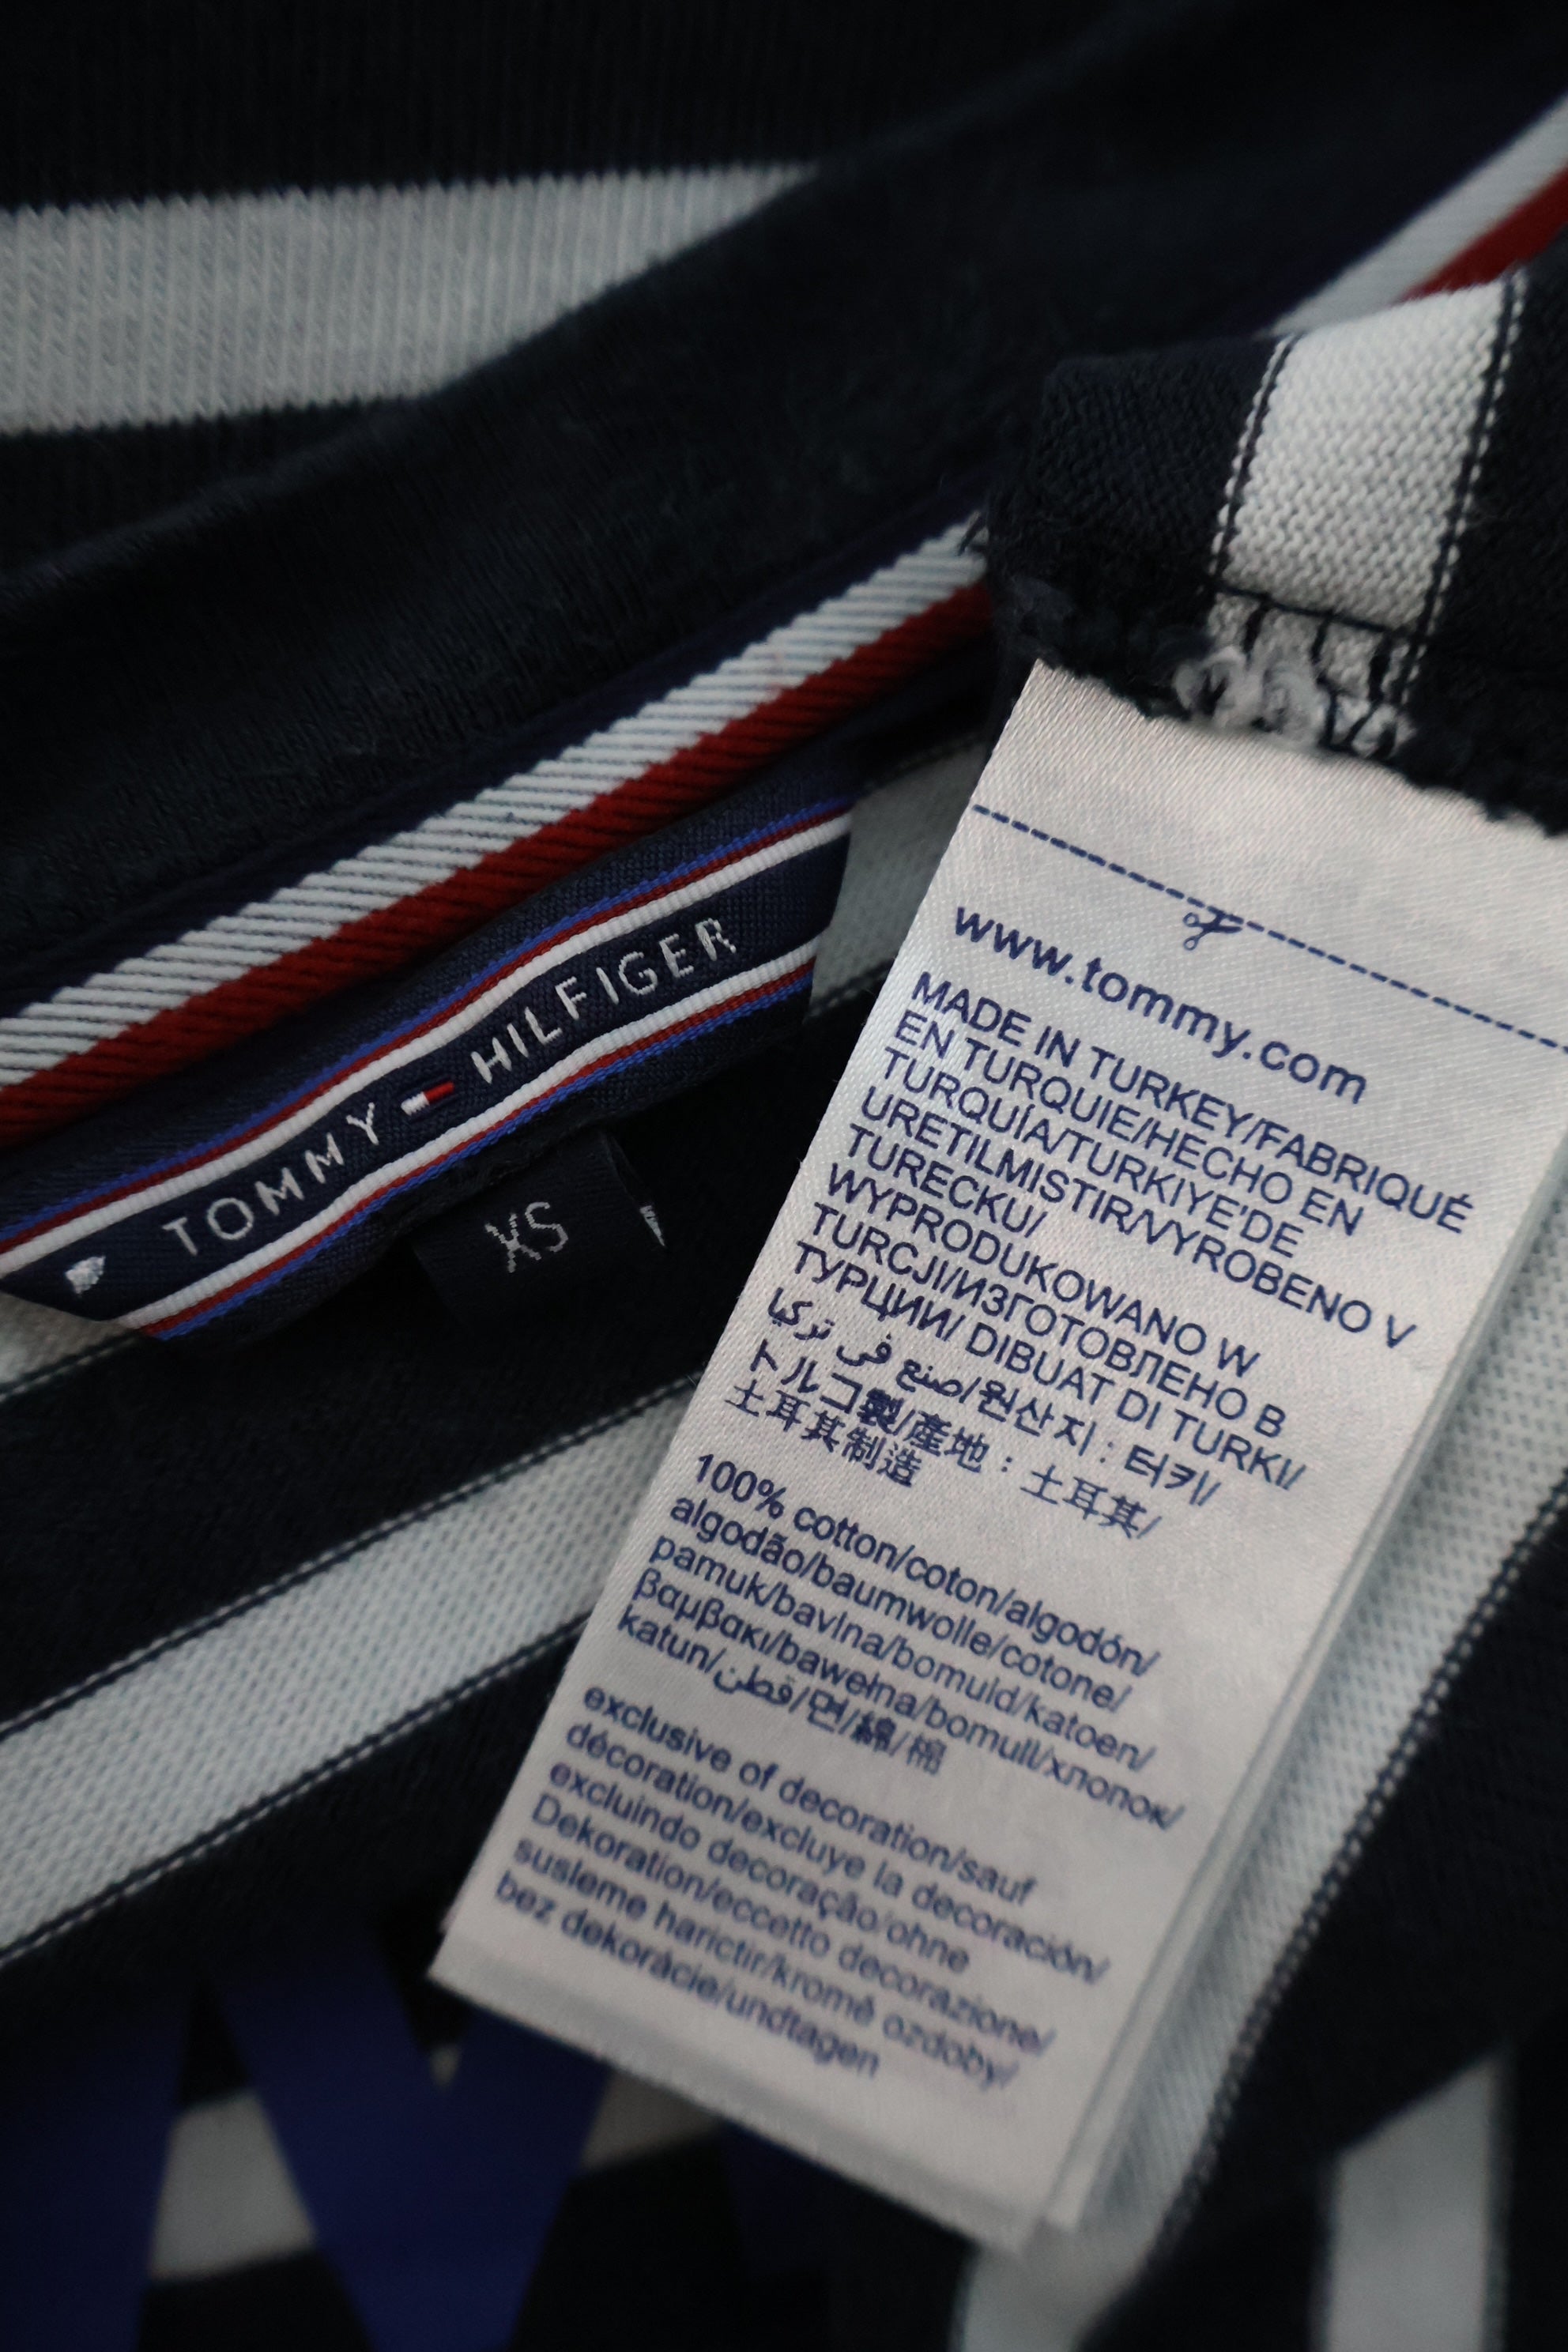 TOMMY HILFIGER
XS
www.tommy.com
MADE IN TURKEY/FABRIQUÉ
EN TURQUIE/HECHO EN
TURQUÍA/TURKIYE'DE
URETILMISTIR/VYROBENO V
TURECKU/
WYPRODUKOWANO W
TURCJI/ИЗГОТОВЛЕНО В
ТУРЦИИ/ DIBUAT DI TURKI/
صنع في تركيا/원산지 : 터키/
トルコ製/產地 : 土耳其/
土耳其制造
100% cotton/coton/algodón/
algodão/baumwolle/cotone/
pamuk/bavlna/bomuld/katoen/
βαμβακι/bawełna/bomull/хлопок/
katun/قطن/면/綿/棉
exclusive of decoration/sauf
décoration/excluye la decoración/
excluindo decoração/ohne
Dekoration/eccetto decorazione/
susleme harictir/kromě ozdoby/
bez dekorácie/undtagen